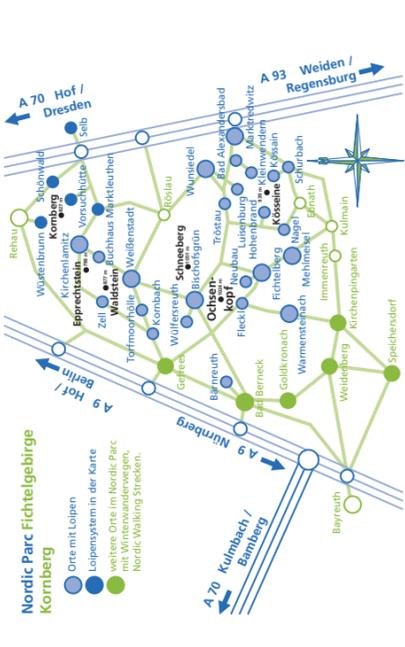 Nordic Parc Fichtelgebirge
Kornberg
Orte mit Loipen
Loipensystem in der Karte
weitere Orte im Nordic Parc
mit Winterwanderwegen,
Nordic Walking Strecken.
A 9 Hof /
Berlin
A 70 Hof /
Dresden
A 93 Weiden /
Regensburg
A 9 Nürnberg
A 70 Kulmbach /
Bamberg
Rehau
Schönwald
Selb
Wüstenbrunn
Kornberg
Vorsuchhütte
Kirchenlamitz
Marktleuthen
Epprechtstein
Buchhaus
Zell
Waldstein
Weißenstadt
Röslau
Torfmoorhölle
Kornbach
Gefrees
Wunsiedel
Schneeberg
Bischofsgrün
Wülfersreuth
Tröstau
Bad Alexandersbad
Marktredwitz
Luisenburg
Kleinwendern
Hohenbrand
Kössain
Kösseine
Schurbach
Nagel
Ebnath
Neubau
Ochsen-
kopf
Fleckl
Fichtelberg
Mehlmeisel
Warmensteinach
Immenreuth
Kulmain
Kirchenpingarten
Bärnreuth
Bad Berneck
Goldkronach
Weidenberg
Speichersdorf
Bayreuth